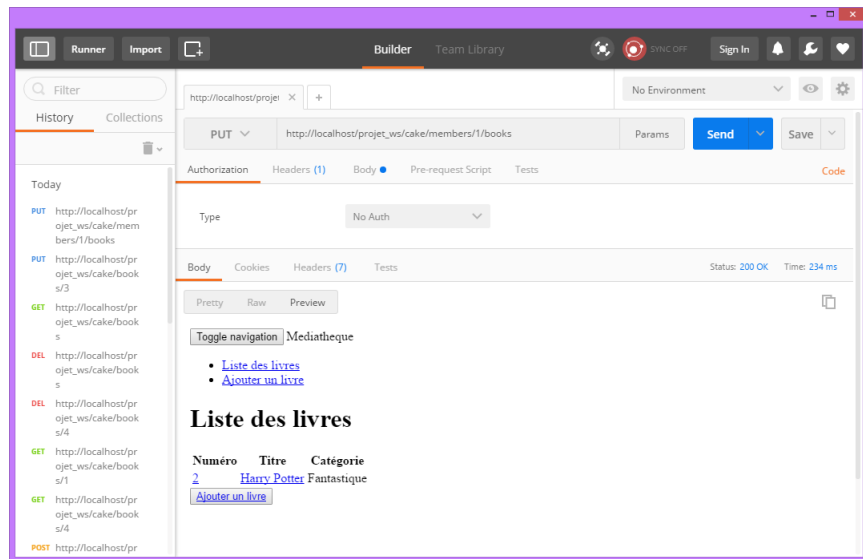 Runner Import Builder Team Library SYNC OFF Sign In
Filter
History Collections
Today
PUT http://localhost/pr
ojet_ws/cake/mem
bers/1/books
PUT http://localhost/pr
ojet_ws/cake/book
s/3
GET http://localhost/pr
ojet_ws/cake/book
s
DEL http://localhost/pr
ojet_ws/cake/book
s
DEL http://localhost/pr
ojet_ws/cake/book
s/4
GET http://localhost/pr
ojet_ws/cake/book
s/1
GET http://localhost/pr
ojet_ws/cake/book
s/4
POST http://localhost/pr
http://localhost/projet No Environment
PUT http://localhost/projet_ws/cake/members/1/books Params Send Save
Authorization Headers (1) Body Pre-request Script Tests Code
Type No Auth
Body Cookies Headers (7) Tests Status: 200 OK Time: 234 ms
Pretty Raw Preview
Toggle navigation Mediatheque
Liste des livres
Ajouter un livre
Liste des livres
Numéro Titre Catégorie
2 Harry Potter Fantastique
Ajouter un livre